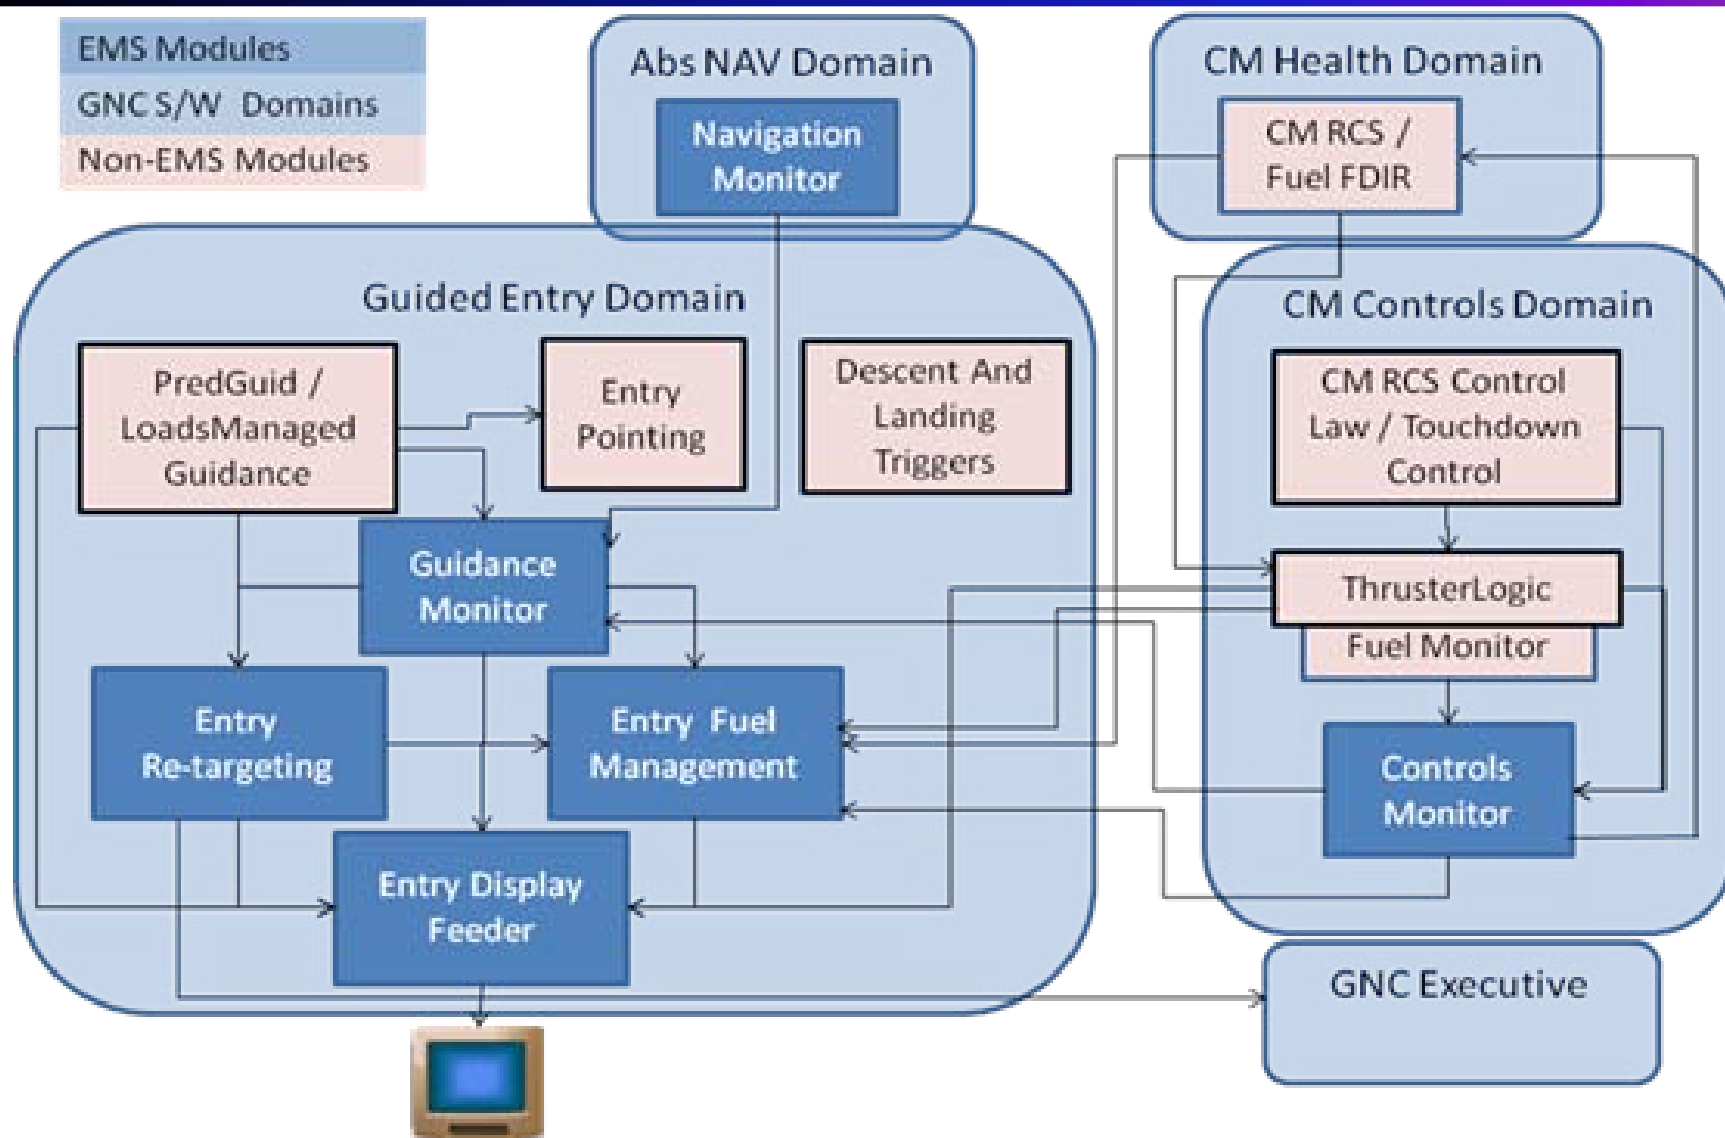 EMS Modules
GNC S/W Domains
Non-EMS Modules
Abs NAV Domain
Navigation
Monitor
CM Health Domain
CM RCS /
Fuel FDIR
Guided Entry Domain
PredGuid /
LoadsManaged
Guidance
Entry
Pointing
Descent And
Landing
Triggers
Guidance
Monitor
Entry
Re-targeting
Entry Fuel
Management
Entry Display
Feeder
CM Controls Domain
CM RCS Control
Law / Touchdown
Control
ThrusterLogic
Fuel Monitor
Controls
Monitor
GNC Executive